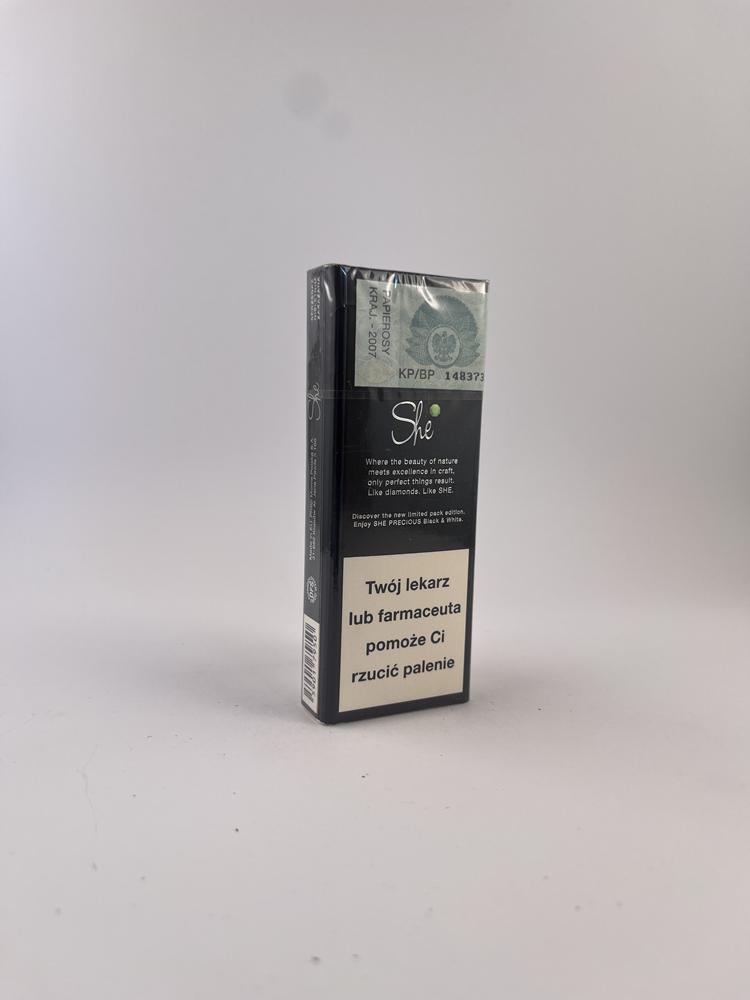 PAPIEROSY
KRAJ. - 2007
KP/BP 148373
She
Where the beauty of nature
meets excellence in craft,
only perfect things result.
Like diamonds. Like SHE.
Discover the new limited pack edition.
Enjoy SHE PRECIOUS Black & White.
Twój lekarz
lub farmaceuta
pomoże Ci
rzucić palenie
She